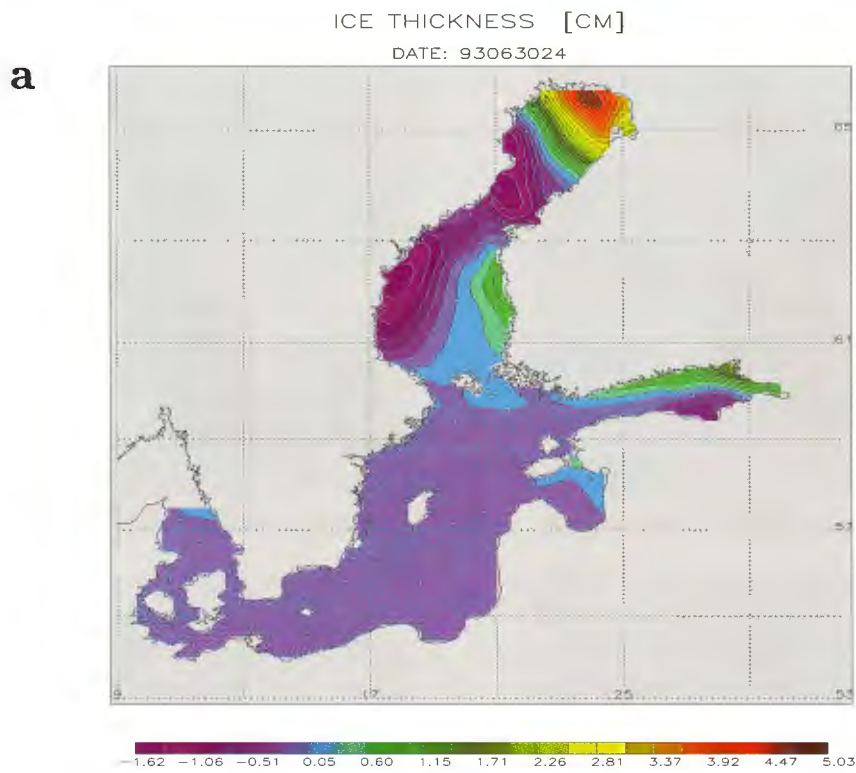 ICE THICKNESS [CM]
DATE: 93063024
a
65
61
57
9 17 25 33
-1.62 -1.06 -0.51 0.05 0.60 1.15 1.71 2.26 2.81 3.37 3.92 4.47 5.03